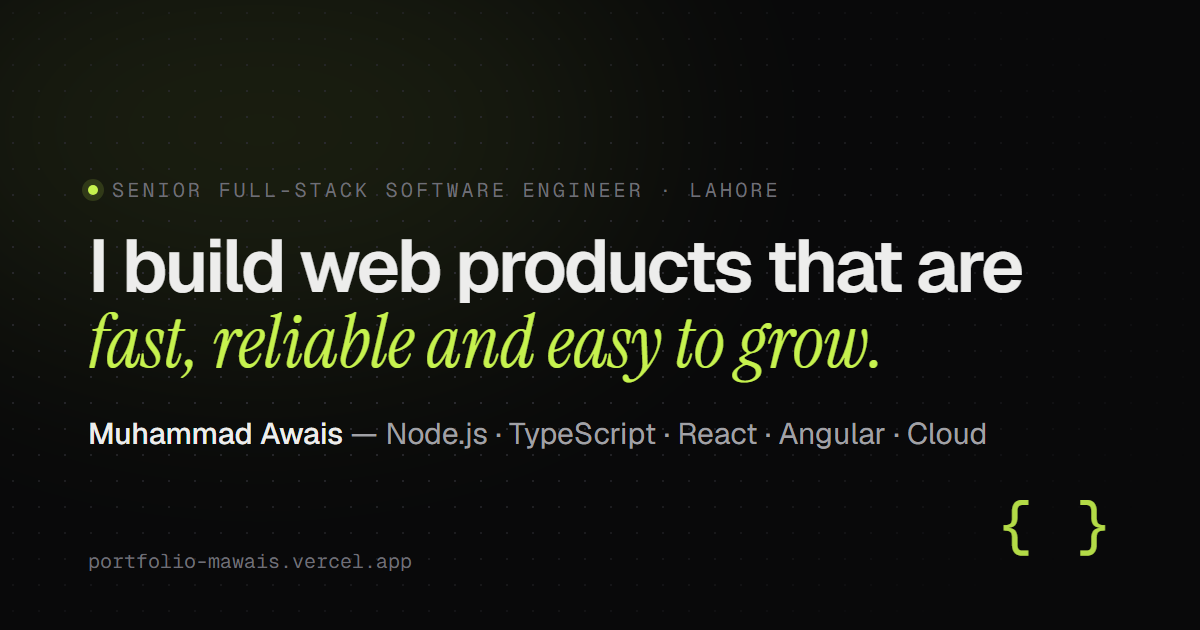 SENIOR FULL-STACK SOFTWARE ENGINEER · LAHORE
I build web products that are
fast, reliable and easy to grow.
Muhammad Awais — Node.js · TypeScript · React · Angular · Cloud
{ }
portfolio-mawais.vercel.app